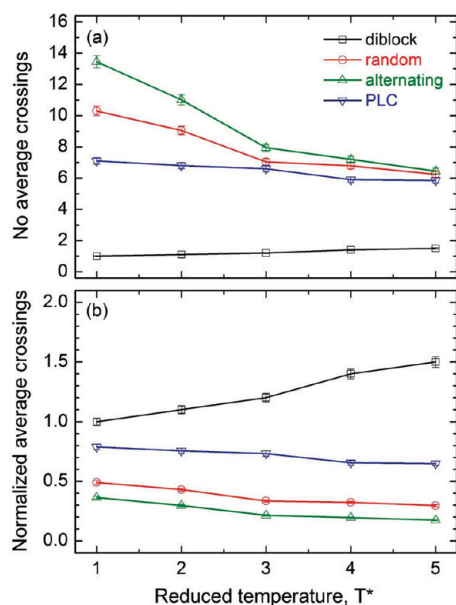 (a)
diblock
random
alternating
PLC
No average crossings
16
14
12
10
8
6
4
2
0
(b)
Normalized average crossings
2.0
1.5
1.0
0.5
0.0
1 2 3 4 5
Reduced temperature, T*